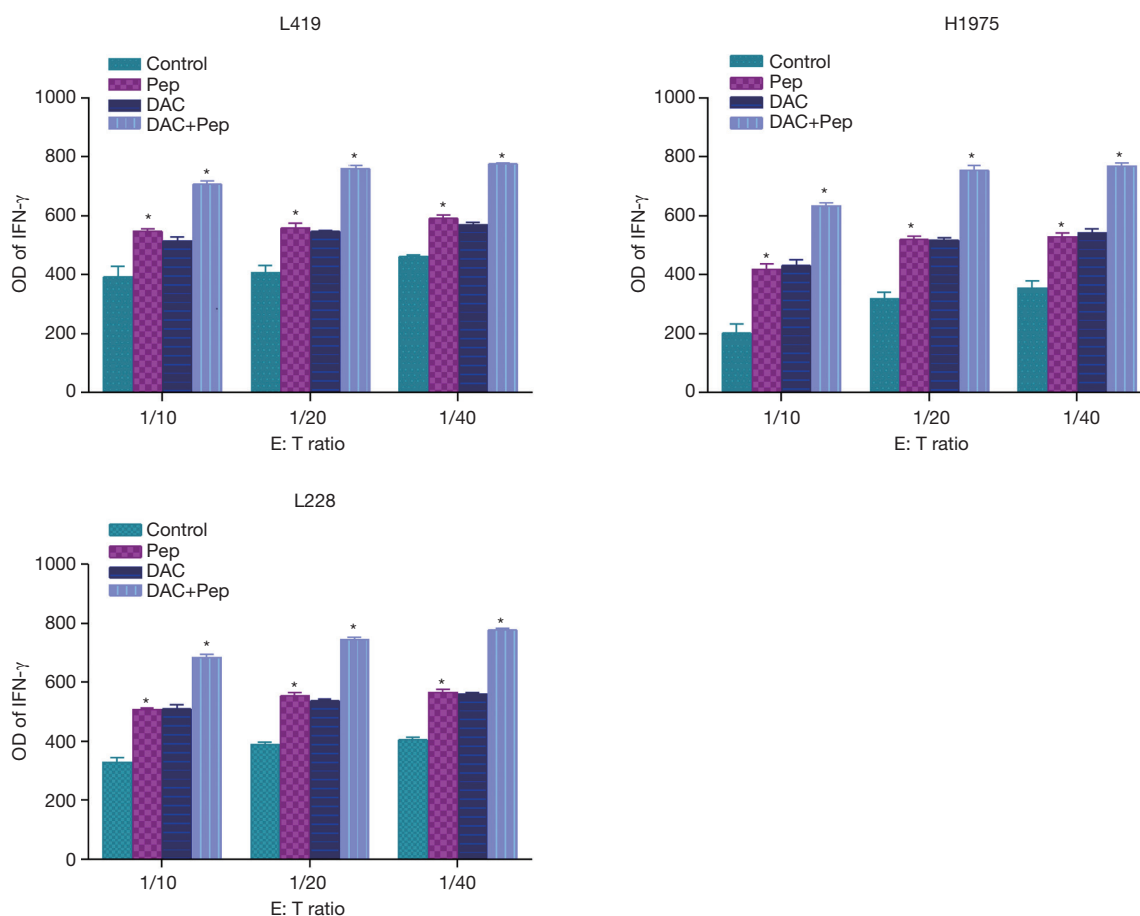 L419
Control
Pep
DAC
DAC+Pep
1000
800
600
400
200
0
OD of IFN-γ
* * * * * *
1/10 1/20 1/40
E: T ratio
H1975
Control
Pep
DAC
DAC+Pep
1000
800
600
400
200
0
OD of IFN-γ
* * * * * *
1/10 1/20 1/40
E: T ratio
L228
Control
Pep
DAC
DAC+Pep
1000
800
600
400
200
0
OD of IFN-γ
* * * * * *
1/10 1/20 1/40
E: T ratio